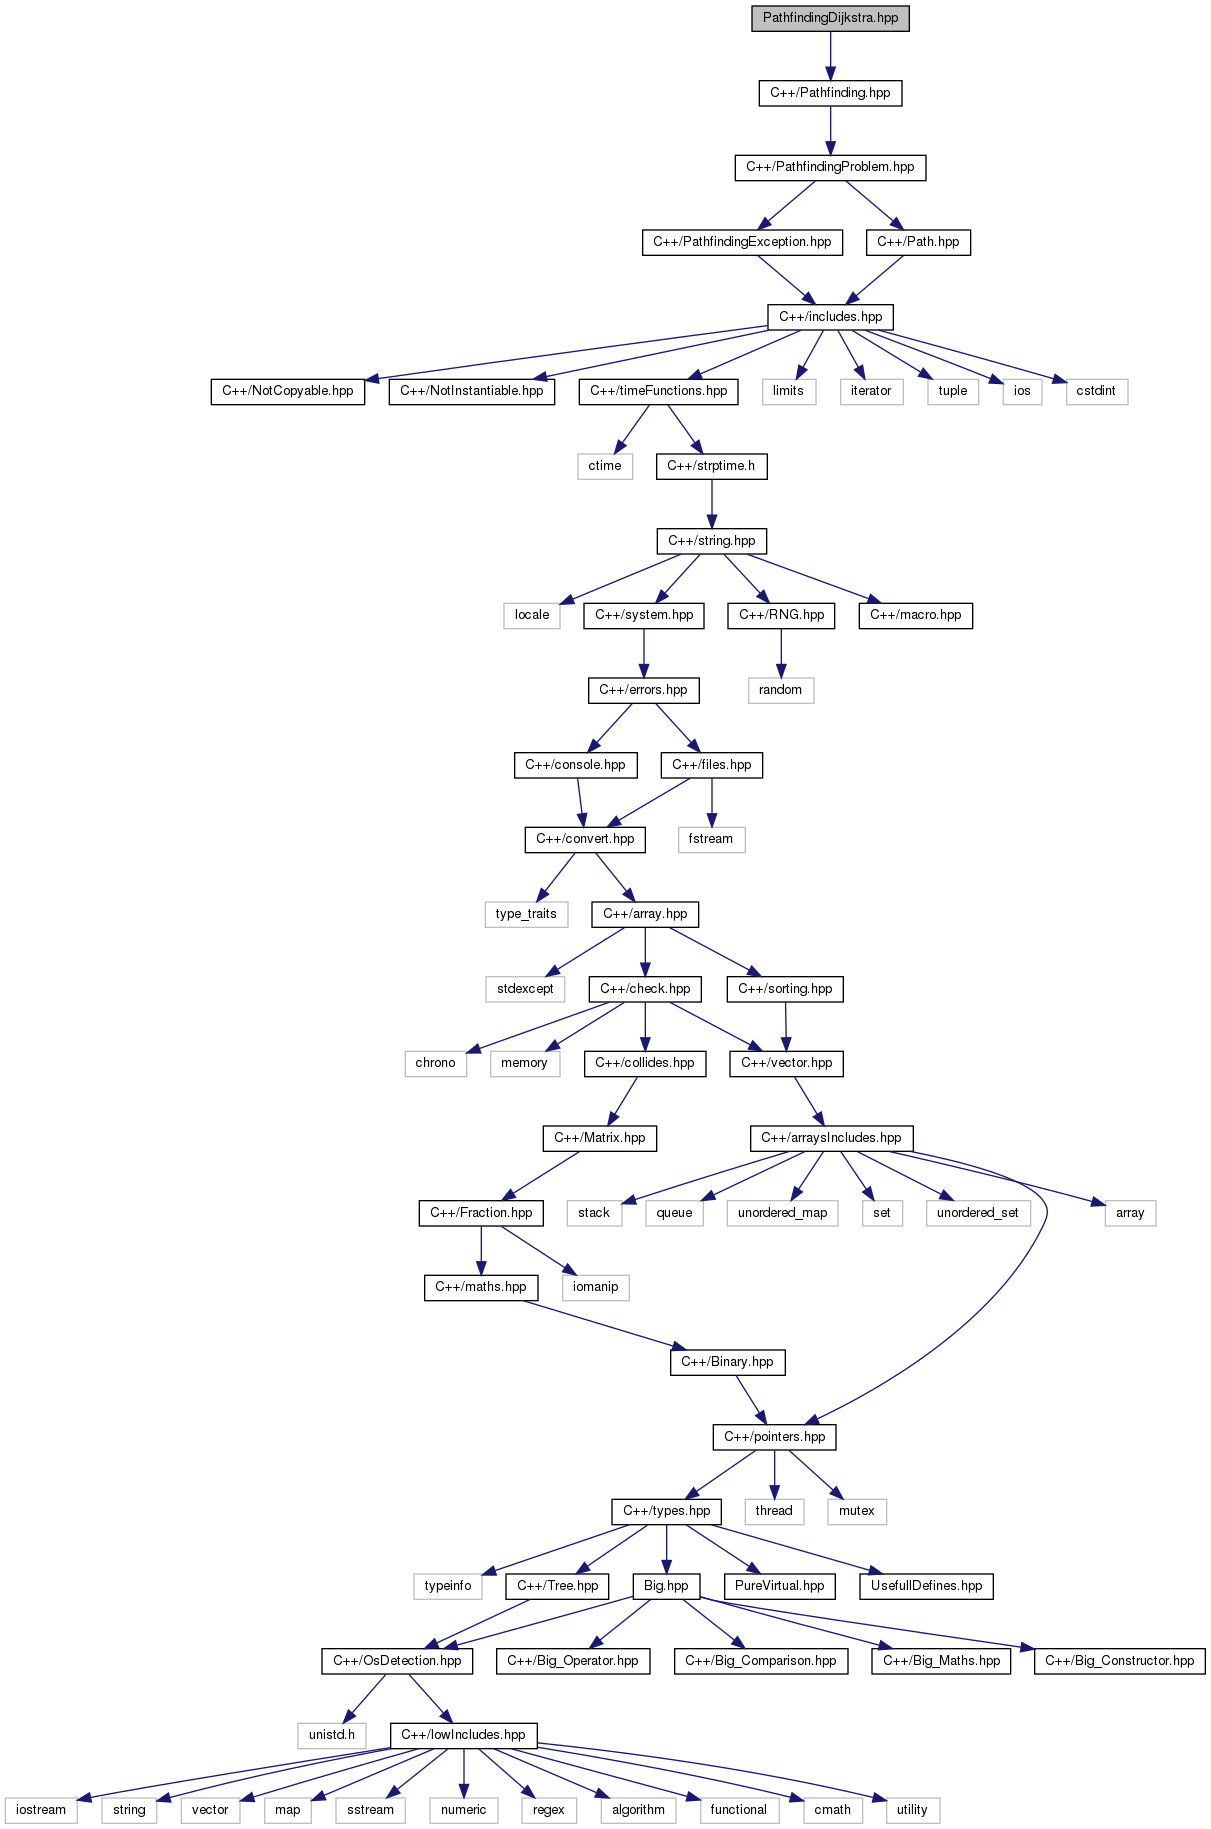 PathfindingDijkstra.hpp
C++/Pathfinding.hpp
C++/PathfindingProblem.hpp
C++/PathfindingException.hpp
C++/Path.hpp
C++/includes.hpp
C++/NotCopyable.hpp
C++/NotInstantiable.hpp
C++/timeFunctions.hpp
limits
iterator
tuple
ios
cstdint
ctime
C++/strptime.h
C++/string.hpp
locale
C++/system.hpp
C++/RNG.hpp
C++/macro.hpp
C++/errors.hpp
random
C++/console.hpp
C++/files.hpp
C++/convert.hpp
fstream
type_traits
C++/array.hpp
stdexcept
C++/check.hpp
C++/sorting.hpp
chrono
memory
C++/collides.hpp
C++/vector.hpp
C++/Matrix.hpp
C++/arraysIncludes.hpp
C++/Fraction.hpp
stack
queue
unordered_map
set
unordered_set
array
C++/maths.hpp
iomanip
C++/Binary.hpp
C++/pointers.hpp
C++/types.hpp
thread
mutex
typeinfo
C++/Tree.hpp
Big.hpp
PureVirtual.hpp
UsefullDefines.hpp
C++/OsDetection.hpp
C++/Big_Operator.hpp
C++/Big_Comparison.hpp
C++/Big_Maths.hpp
C++/Big_Constructor.hpp
unistd.h
C++/lowIncludes.hpp
iostream
string
vector
map
sstream
numeric
regex
algorithm
functional
cmath
utility